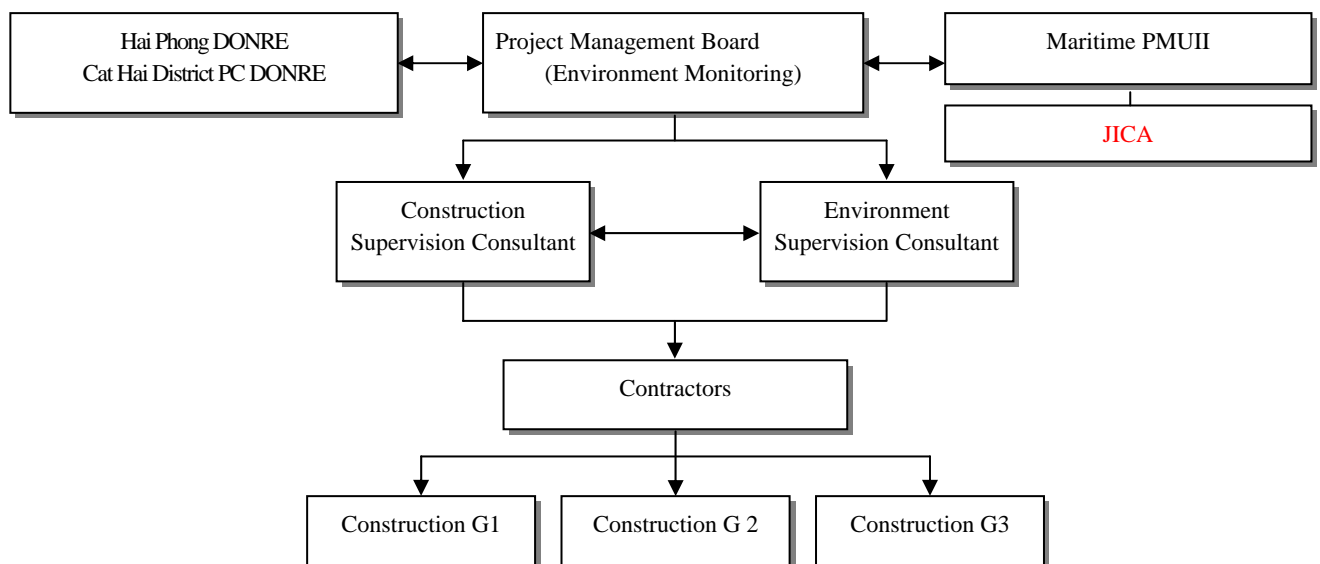 Hai Phong DONRE
Cat Hai District PC DONRE
Project Management Board
(Environment Monitoring)
Maritime PMUII
JICA
Construction
Supervision Consultant
Environment
Supervision Consultant
Contractors
Construction G1
Construction G 2
Construction G3